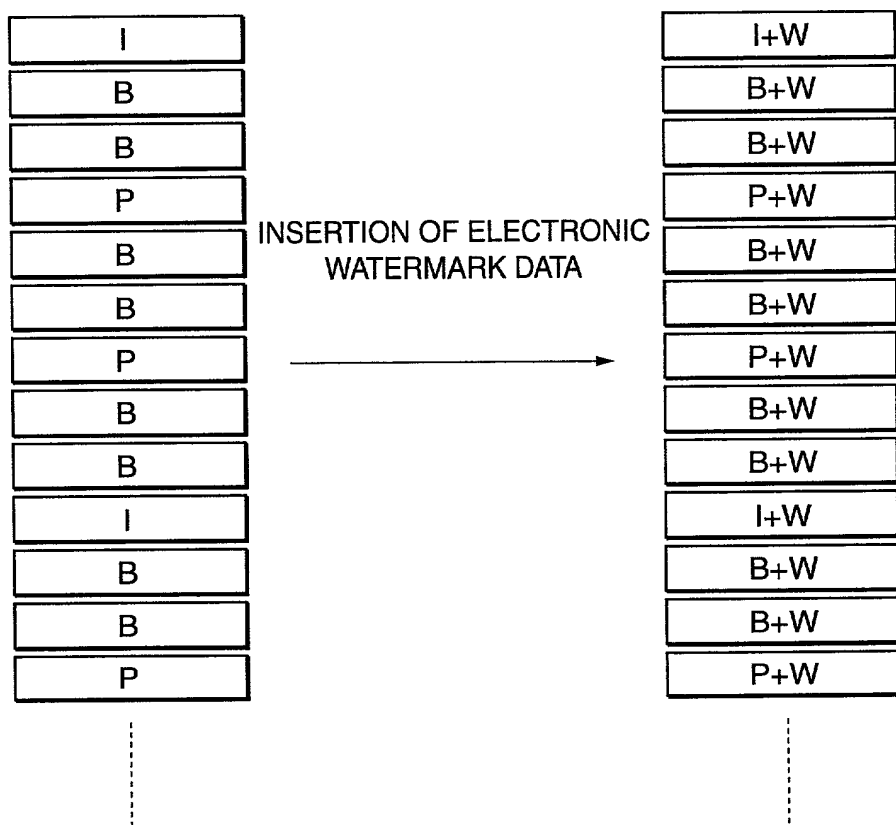 I
B
B
P
B
B
P
B
B
I
B
B
P
INSERTION OF ELECTRONIC
WATERMARK DATA
I+W
B+W
B+W
P+W
B+W
B+W
P+W
B+W
B+W
I+W
B+W
B+W
P+W